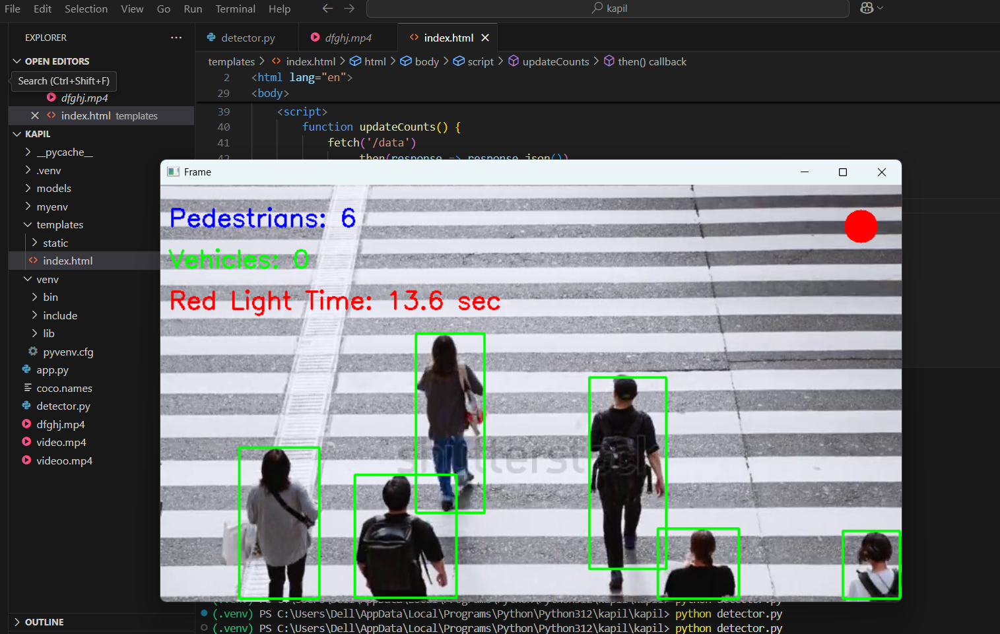 File Edit Selection View Go Run Terminal Help
kapil
EXPLORER
OPEN EDITORS
Search (Ctrl+Shift+F)
dfghj.mp4
index.html templates
KAPIL
__pycache__
.venv
models
myenv
templates
static
index.html
venv
bin
include
lib
pyvenv.cfg
app.py
coco.names
detector.py
dfghj.mp4
video.mp4
videoo.mp4
OUTLINE
detector.py dfghj.mp4 index.html
templates > index.html > html > body > script > updateCounts > then() callback
2 <html lang="en">
29 <body>
39 <script>
40 function updateCounts() {
41 fetch('/data')
42 .then(response => response.json())
Frame
Pedestrians: 6
Vehicles: 0
Red Light Time: 13.6 sec
shutterstock
(.venv) PS C:\Users\Dell\AppData\Local\Programs\Python\Python312\kapil\kapil> python detector.py
(.venv) PS C:\Users\Dell\AppData\Local\Programs\Python\Python312\kapil\kapil> python detector.py
(.venv) PS C:\Users\Dell\AppData\Local\Programs\Python\Python312\kapil\kapil> python detector.py